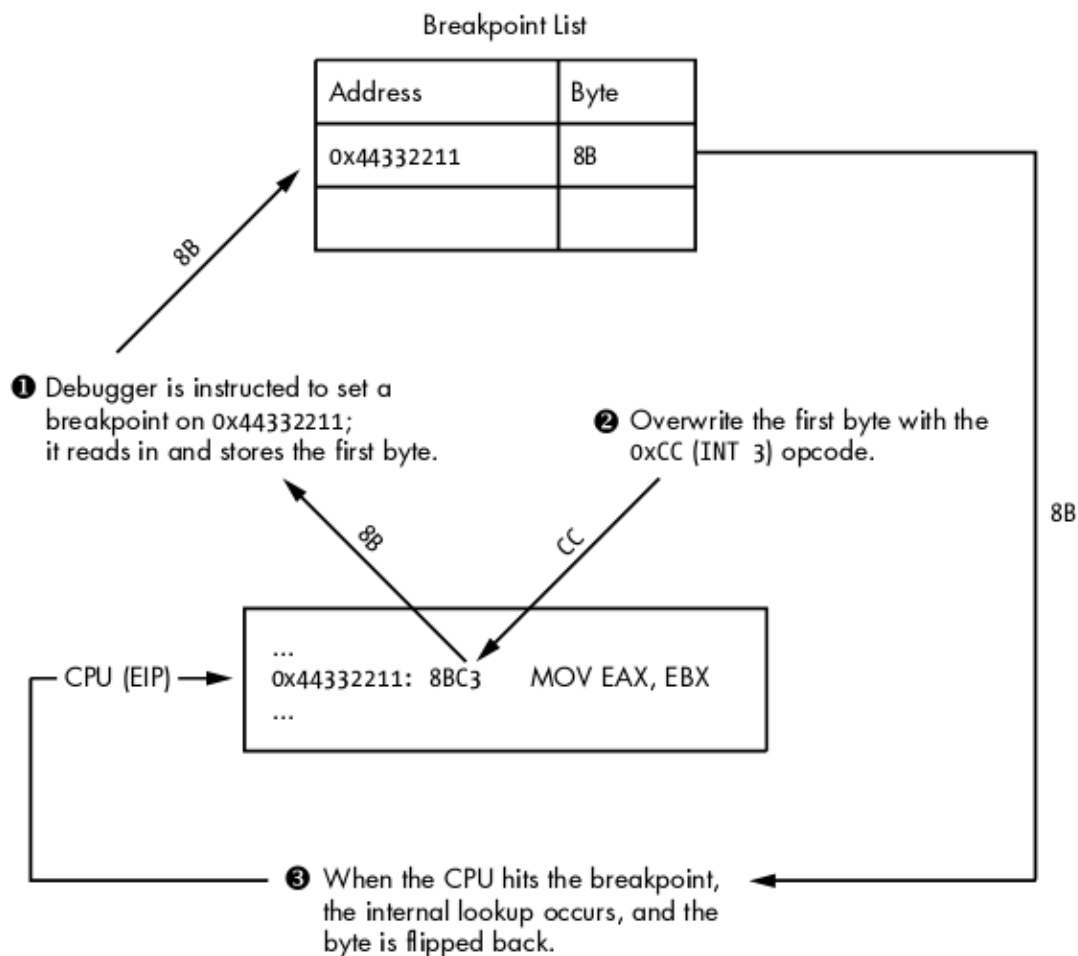 Breakpoint List
Address Byte
0x44332211 8B
8B
❶ Debugger is instructed to set a
breakpoint on 0x44332211;
it reads in and stores the first byte.
❷ Overwrite the first byte with the
0xCC (INT 3) opcode.
8B
8B
CC
...
CPU (EIP)
0x44332211: 8BC3 MOV EAX, EBX
...
❸ When the CPU hits the breakpoint,
the internal lookup occurs, and the
byte is flipped back.